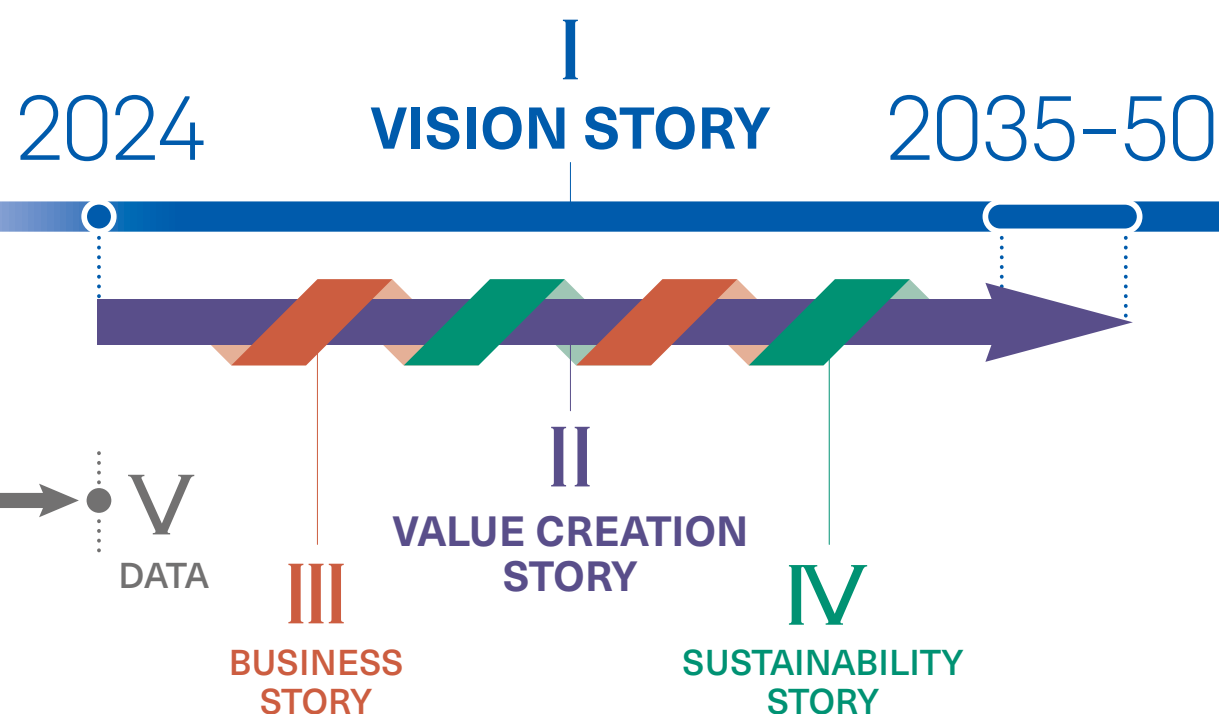 I
2024
VISION STORY
2035–50
II
VALUE CREATION
STORY
V
DATA
III
BUSINESS
STORY
IV
SUSTAINABILITY
STORY